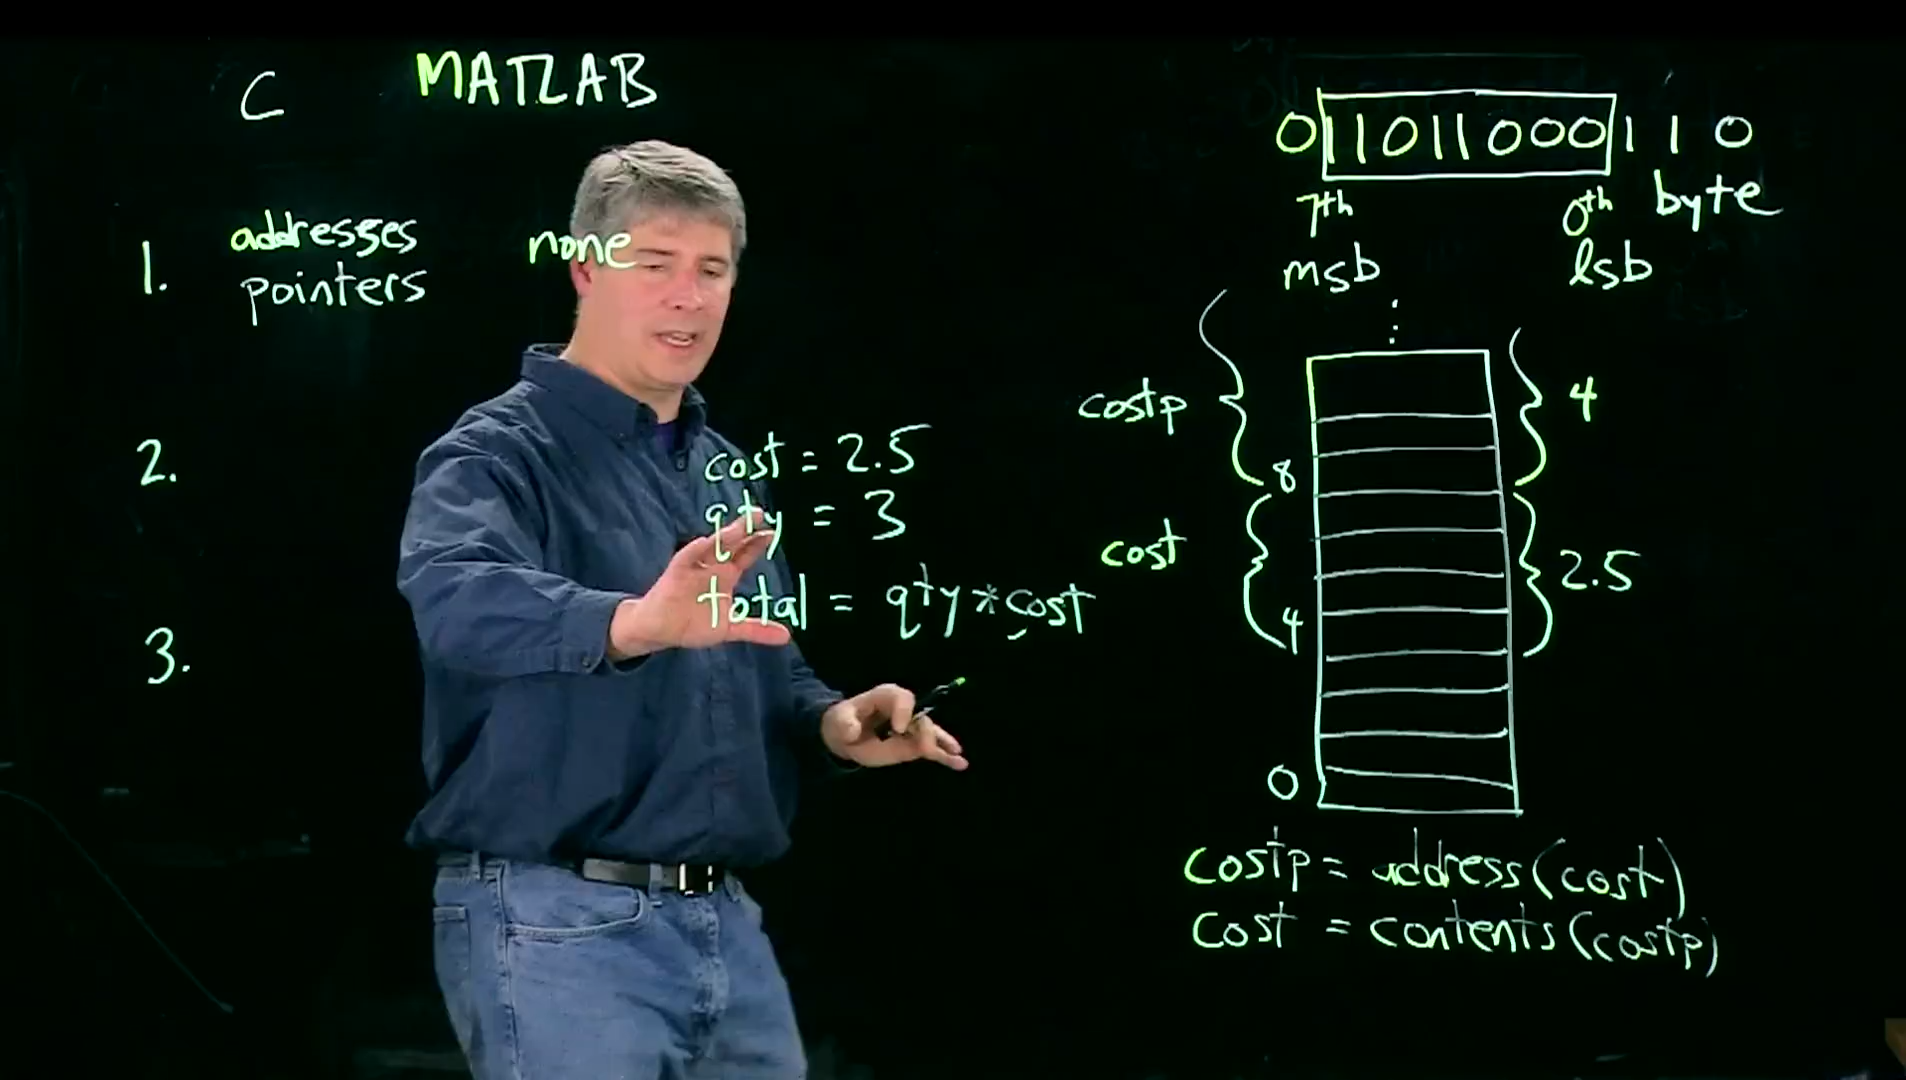 C MATLAB
1. addresses none
pointers
2.
3.
cost = 2.5
qty = 3
total = qty * cost
0 11011000 1 1 0
7th 0th byte
msb lsb
costp 4
8
cost 2.5
4
0
costp = address(cost)
cost = contents(costp)